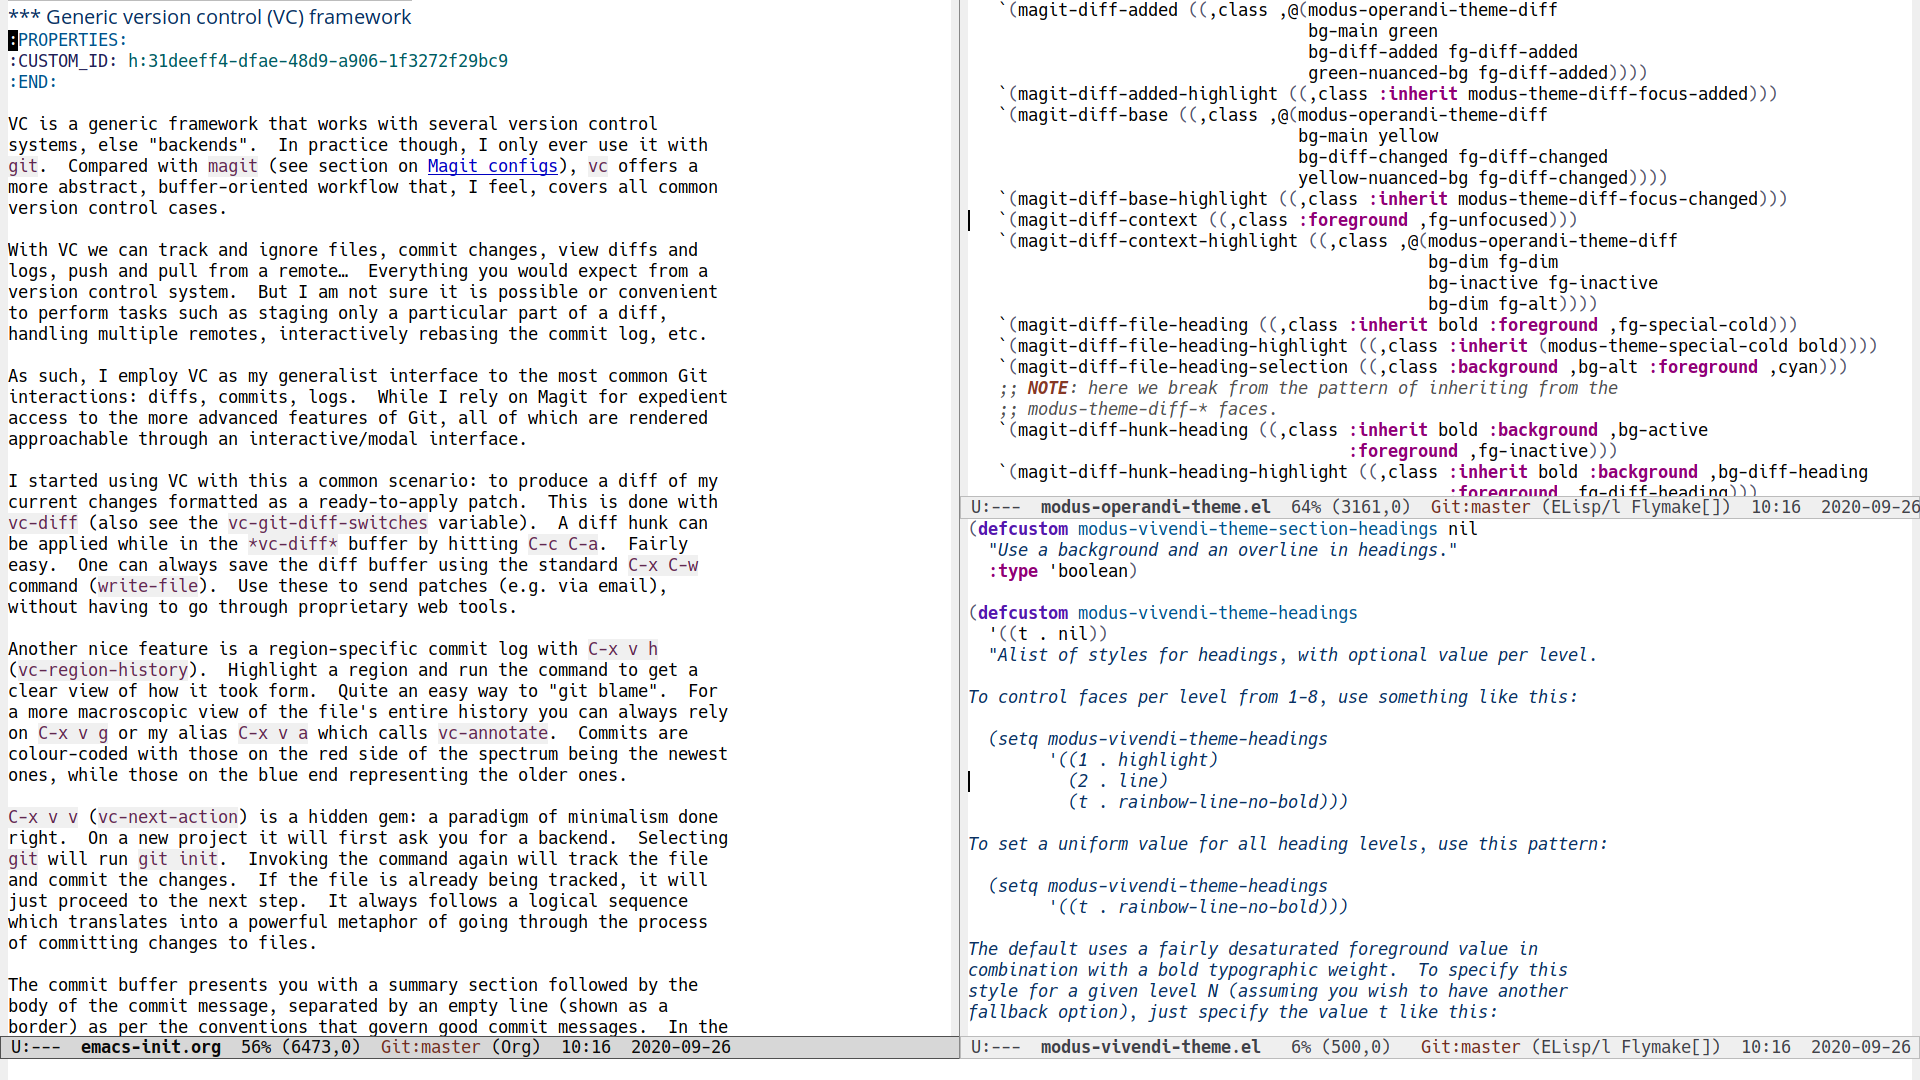 *** Generic version control (VC) framework
:PROPERTIES:
:CUSTOM_ID: h:31deeff4-dfae-48d9-a906-1f3272f29bc9
:END:

VC is a generic framework that works with several version control
systems, else "backends".  In practice though, I only ever use it with
git.  Compared with magit (see section on Magit configs), vc offers a
more abstract, buffer-oriented workflow that, I feel, covers all common
version control cases.

With VC we can track and ignore files, commit changes, view diffs and
logs, push and pull from a remote…  Everything you would expect from a
version control system.  But I am not sure it is possible or convenient
to perform tasks such as staging only a particular part of a diff,
handling multiple remotes, interactively rebasing the commit log, etc.

As such, I employ VC as my generalist interface to the most common Git
interactions: diffs, commits, logs.  While I rely on Magit for expedient
access to the more advanced features of Git, all of which are rendered
approachable through an interactive/modal interface.

I started using VC with this a common scenario: to produce a diff of my
current changes formatted as a ready-to-apply patch.  This is done with
vc-diff (also see the vc-git-diff-switches variable).  A diff hunk can
be applied while in the *vc-diff* buffer by hitting C-c C-a.  Fairly
easy.  One can always save the diff buffer using the standard C-x C-w
command (write-file).  Use these to send patches (e.g. via email),
without having to go through proprietary web tools.

Another nice feature is a region-specific commit log with C-x v h
(vc-region-history).  Highlight a region and run the command to get a
clear view of how it took form.  Quite an easy way to "git blame".  For
a more macroscopic view of the file's entire history you can always rely
on C-x v g or my alias C-x v a which calls vc-annotate.  Commits are
colour-coded with those on the red side of the spectrum being the newest
ones, while those on the blue end representing the older ones.

C-x v v (vc-next-action) is a hidden gem: a paradigm of minimalism done
right.  On a new project it will first ask you for a backend.  Selecting
git will run git init.  Invoking the command again will track the file
and commit the changes.  If the file is already being tracked, it will
just proceed to the next step.  It always follows a logical sequence
which translates into a powerful metaphor of going through the process
of committing changes to files.

The commit buffer presents you with a summary section followed by the
body of the commit message, separated by an empty line (shown as a
border) as per the conventions that govern good commit messages.  In the
U:---  emacs-init.org  56% (6473,0)  Git:master (Org)  10:16  2020-09-26
`(magit-diff-added ((,class ,@(modus-operandi-theme-diff
bg-main green
bg-diff-added fg-diff-added
green-nuanced-bg fg-diff-added))))
`(magit-diff-added-highlight ((,class :inherit modus-theme-diff-focus-added)))
`(magit-diff-base ((,class ,@(modus-operandi-theme-diff
bg-main yellow
bg-diff-changed fg-diff-changed
yellow-nuanced-bg fg-diff-changed))))
`(magit-diff-base-highlight ((,class :inherit modus-theme-diff-focus-changed)))
`(magit-diff-context ((,class :foreground ,fg-unfocused)))
`(magit-diff-context-highlight ((,class ,@(modus-operandi-theme-diff
bg-dim fg-dim
bg-inactive fg-inactive
bg-dim fg-alt))))
`(magit-diff-file-heading ((,class :inherit bold :foreground ,fg-special-cold)))
`(magit-diff-file-heading-highlight ((,class :inherit (modus-theme-special-cold bold))))
`(magit-diff-file-heading-selection ((,class :background ,bg-alt :foreground ,cyan)))
;; NOTE: here we break from the pattern of inheriting from the
;; modus-theme-diff-* faces.
`(magit-diff-hunk-heading ((,class :inherit bold :background ,bg-active
:foreground ,fg-inactive)))
`(magit-diff-hunk-heading-highlight ((,class :inherit bold :background ,bg-diff-heading
:foreground ,fg-diff-heading)))
U:---  modus-operandi-theme.el  64% (3161,0)  Git:master (ELisp/l Flymake[])  10:16  2020-09-26
(defcustom modus-vivendi-theme-section-headings nil
"Use a background and an overline in headings."
:type 'boolean)

(defcustom modus-vivendi-theme-headings
'((t . nil))
"Alist of styles for headings, with optional value per level.

To control faces per level from 1-8, use something like this:

(setq modus-vivendi-theme-headings
'((1 . highlight)
(2 . line)
(t . rainbow-line-no-bold)))

To set a uniform value for all heading levels, use this pattern:

(setq modus-vivendi-theme-headings
'((t . rainbow-line-no-bold)))

The default uses a fairly desaturated foreground value in
combination with a bold typographic weight.  To specify this
style for a given level N (assuming you wish to have another
fallback option), just specify the value t like this:
U:---  modus-vivendi-theme.el   6% (500,0)   Git:master (ELisp/l Flymake[])  10:16  2020-09-26